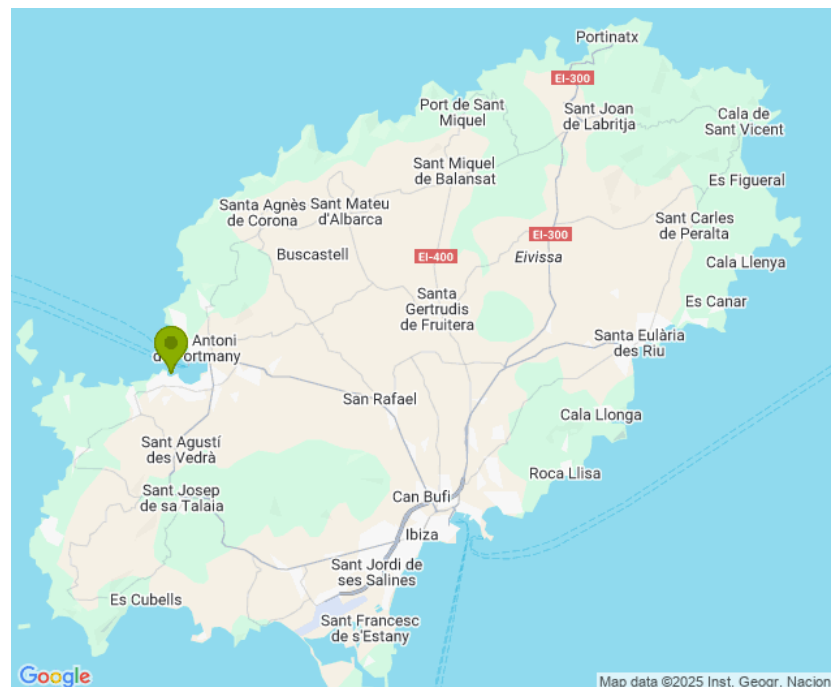 Portinatx
EI-300
Port de Sant
Miquel
Sant Joan
de Labritja
Cala de
Sant Vicent
Sant Miquel
de Balansat
Es Figueral
Santa Agnès
de Corona
Sant Mateu
d'Albarca
Sant Carles
de Peralta
EI-300
Buscastell
EI-400
Eivissa
Cala Llenya
Santa
Gertrudis
de Fruitera
Es Canar
Antoni
d
ortmany
Santa Eulària
des Riu
San Rafael
Cala Llonga
Sant Agustí
des Vedrà
Roca Llisa
Sant Josep
de sa Talaia
Can Bufi
Ibiza
Sant Jordi de
ses Salines
Es Cubells
Sant Francesc
de s'Estany
Google
Map data ©2025 Inst. Geogr. Nacion